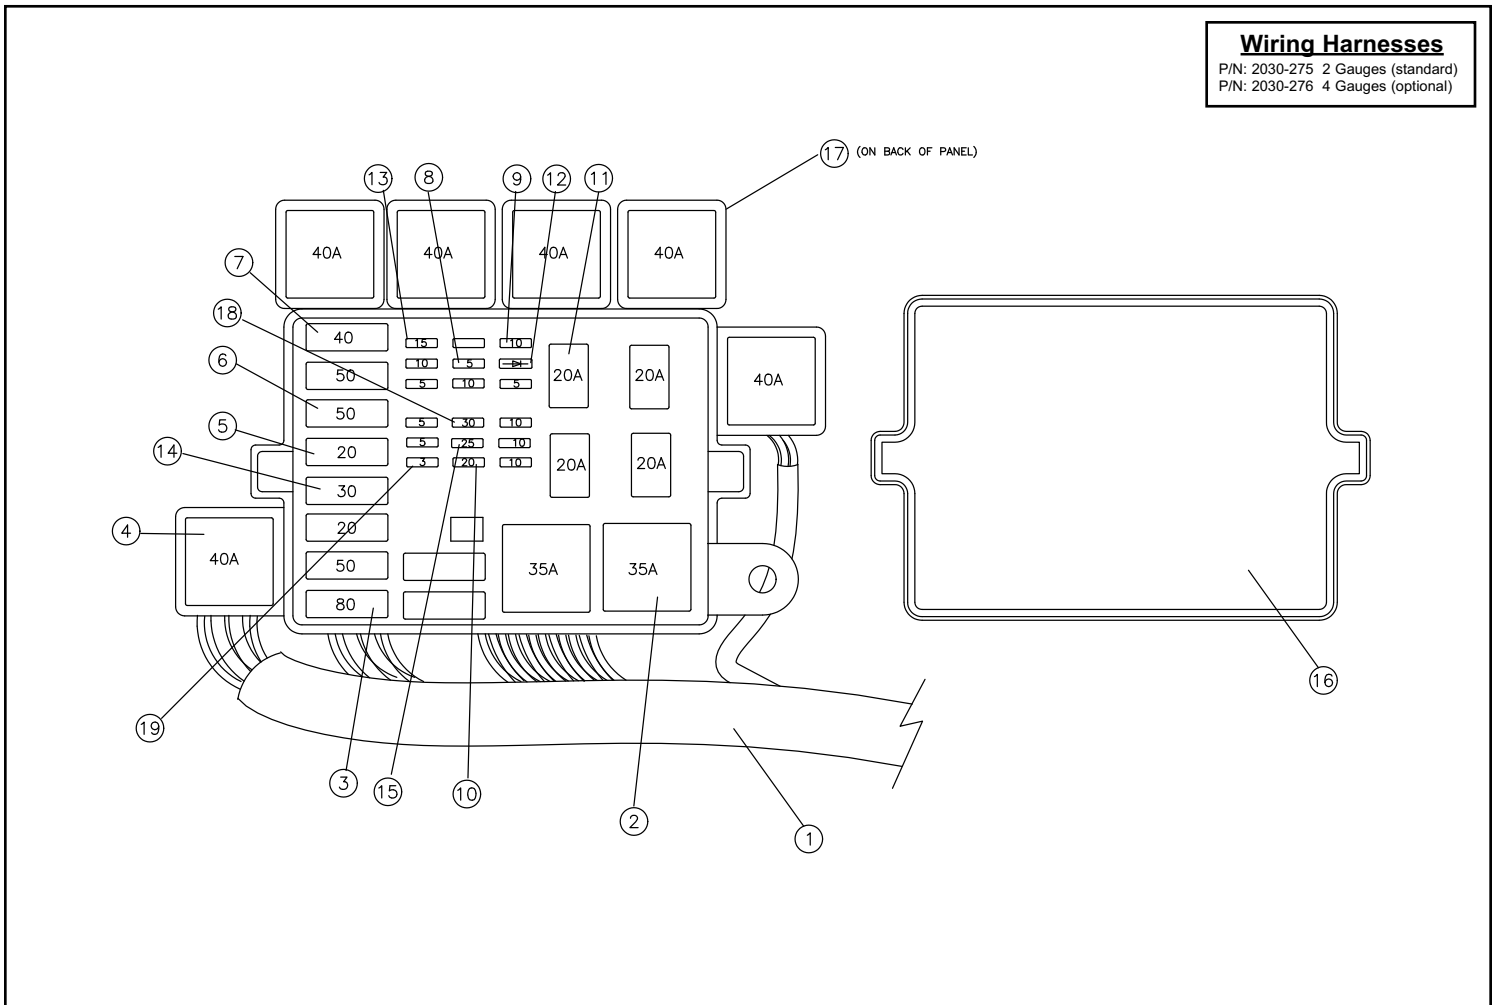 Wiring Harnesses
P/N: 2030-275 2 Gauges (standard)
P/N: 2030-276 4 Gauges (optional)
17 (ON BACK OF PANEL)
13 8 9 12 11
40A 40A 40A 40A
7
18
6
5
14
4
40
50
50
20
30
20
50
80
15 10
10 5
5 10 5
5 30 10
5 25 10
3 20 10
20A 20A
20A 20A
40A
40A
35A 35A
16
19
3
15
10
2
1